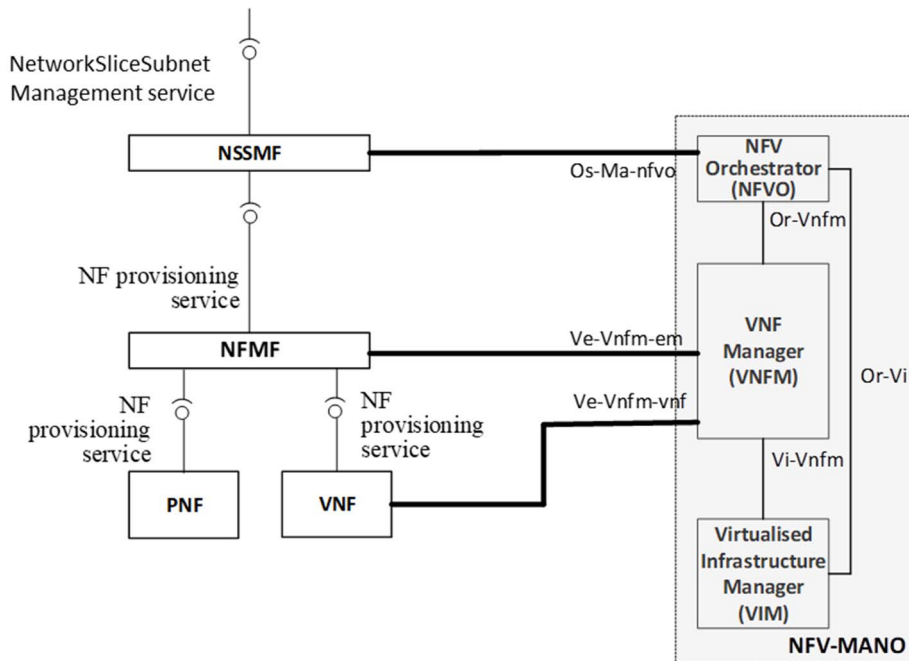 NetworkSliceSubnet
Management service
NSSMF
Os-Ma-nfvo
NFV
Orchestrator
(NFVO)
Or-Vnfm
NF provisioning
service
NFMF
Ve-Vnfm-em
VNF
Manager
(VNFM)
Or-Vi
NF
provisioning
service
NF
provisioning
service
Ve-Vnfm-vnf
Vi-Vnfm
PNF
VNF
Virtualised
Infrastructure
Manager
(VIM)
NFV-MANO